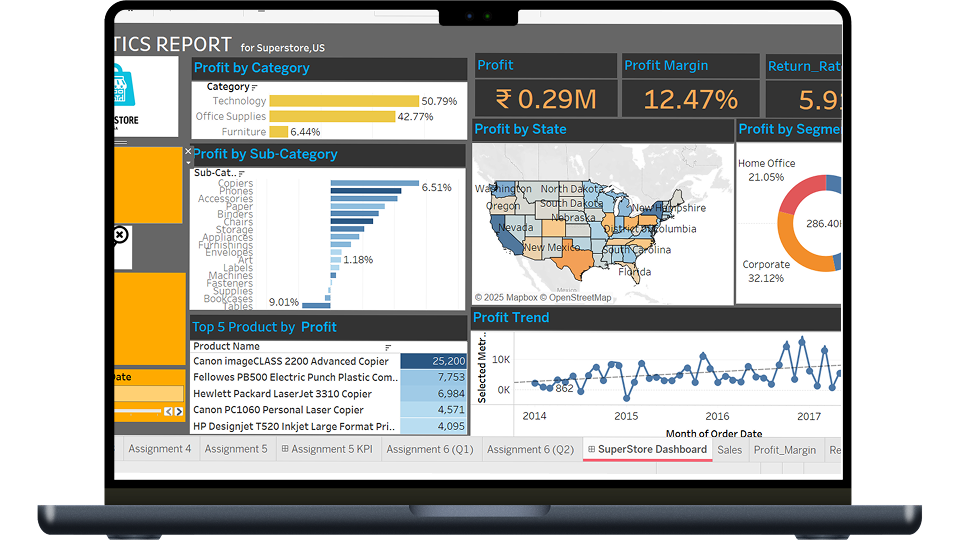 TICS REPORT for Superstore,US
STORE
Date
Profit by Category
Category
Technology 50.79%
Office Supplies 42.77%
Furniture 6.44%
Profit by Sub-Category
Sub-Cat..
Copiers
Phones 6.51%
Accessories
Paper
Binders
Chairs
Storage
Appliances
Furnishings
Envelopes
Art 1.18%
Labels
Machines
Fasteners
Supplies
Bookcases
Tables 9.01%
Top 5 Product by Profit
Product Name
Canon imageCLASS 2200 Advanced Copier 25,200
Fellowes PB500 Electric Punch Plastic Com.. 7,753
Hewlett Packard LaserJet 3310 Copier 6,984
Canon PC1060 Personal Laser Copier 4,571
HP Designjet T520 Inkjet Large Format Pri.. 4,095
Profit
₹ 0.29M
Profit Margin
12.47%
Return_Rat
5.9
Profit by State
Washington North Dakota
Oregon South Dakota New Hampshire
Nebraska
Nevada District of Columbia
New Mexico South Carolina
Florida
Mexico
© 2025 Mapbox © OpenStreetMap
Profit by Segme
Home Office
21.05%
286.40
Corporate
32.12%
Profit Trend
Selected Metr..
10K
0K
862
2014 2015 2016 2017
Month of Order Date
Assignment 4 Assignment 5 Assignment 5 KPI Assignment 6 (Q1) Assignment 6 (Q2) SuperStore Dashboard Sales Profit_Margin Re